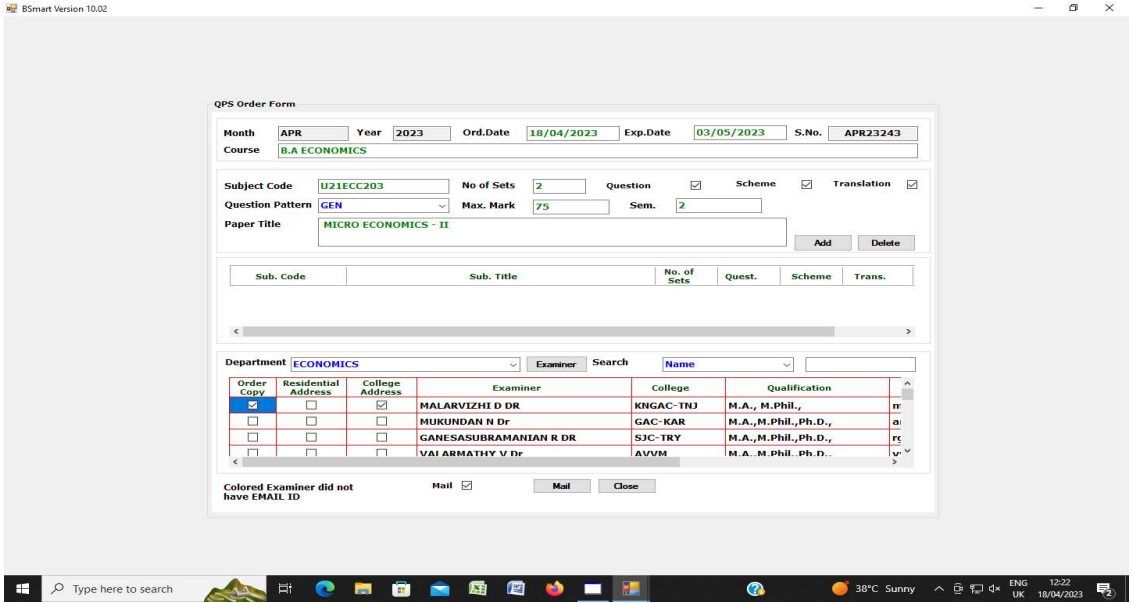 BSmart Version 10.02
QPS Order Form
Month APR Year 2023 Ord.Date 18/04/2023 Exp.Date 03/05/2023 S.No. APR23243
Course B.A ECONOMICS
Subject Code U21ECC203 No of Sets 2 Question Scheme Translation
Question Pattern GEN Max. Mark 75 Sem. 2
Paper Title MICRO ECONOMICS - II
Add Delete
Sub. Code Sub. Title No. of Sets Quest. Scheme Trans.
Department ECONOMICS Examiner Search Name
Order Copy Residential Address College Address Examiner College Qualification
MALARVIZHI D DR KNGAC-TNJ M.A., M.Phil.,
MUKUNDAN N Dr GAC-KAR M.A.,M.Phil.,Ph.D.,
GANESASUBRAMANIAN R DR SJC-TRY M.A.,M.Phil.,Ph.D.,
VALARMATHY V Dr AVVM M.A.,M.Phil.,Ph.D.,
Colored Examiner did not Mail Mail Close
have EMAIL ID
Type here to search 38°C Sunny ENG 12:22
UK 18/04/2023